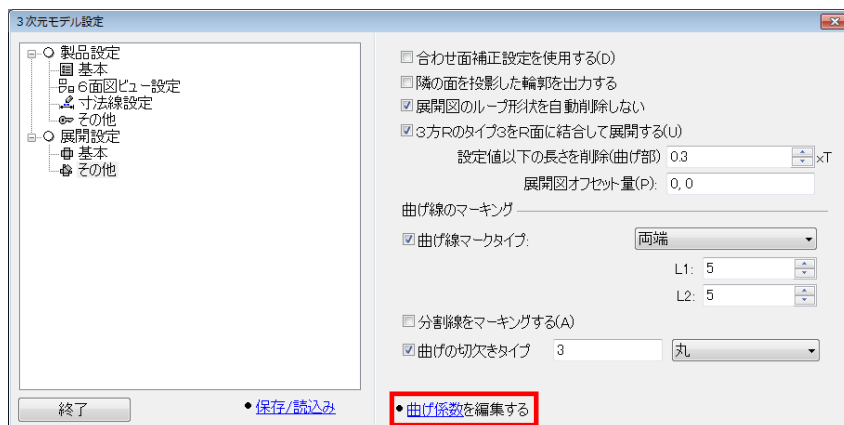 3次元モデル設定
製品設定
基本
6面図ビュー設定
寸法線設定
その他
展開設定
基本
その他
終了
●保存/読込み
合わせ面補正設定を使用する(D)
隣の面を投影した輪郭を出力する
展開図のループ形状を自動削除しない
3方Rのタイプ3をR面に結合して展開する(U)
設定値以下の長さを削除(曲げ部) 0.3 xT
展開図オフセット量(P): 0, 0
曲げ線のマーキング
曲げ線マークタイプ: 両端
L1: 5
L2: 5
分割線をマーキングする(A)
曲げの切欠きタイプ 3 丸
●曲げ係数を編集する